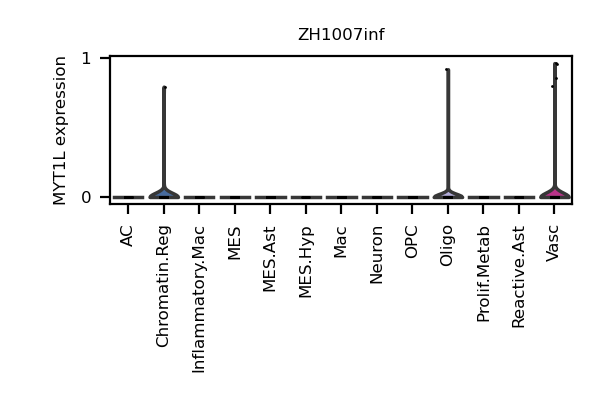 ZH1007inf
MYT1L expression
1
0
AC
Chromatin.Reg
Inflammatory.Mac
MES
MES.Ast
MES.Hyp
Mac
Neuron
OPC
Oligo
Prolif.Metab
Reactive.Ast
Vasc